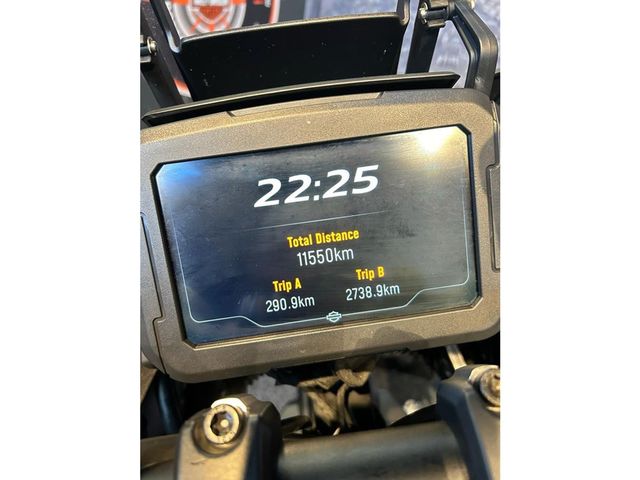 22:25
Total Distance
11550km
Trip A Trip B
290.9km 2738.9km